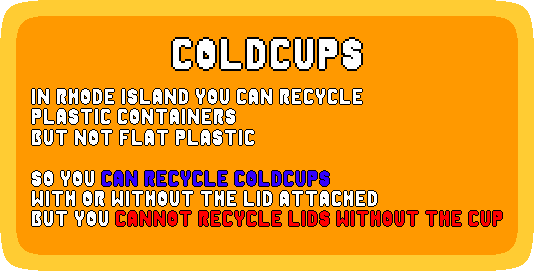 COLDCUPS
IN RHODE ISLAND YOU CAN RECYCLE
PLASTIC CONTAINERS
BUT NOT FLAT PLASTIC
SO YOU CAN RECYCLE COLDCUPS
WITH OR WITHOUT THE LID ATTACHED
BUT YOU CANNOT RECYCLE LIDS WITHOUT THE CUP